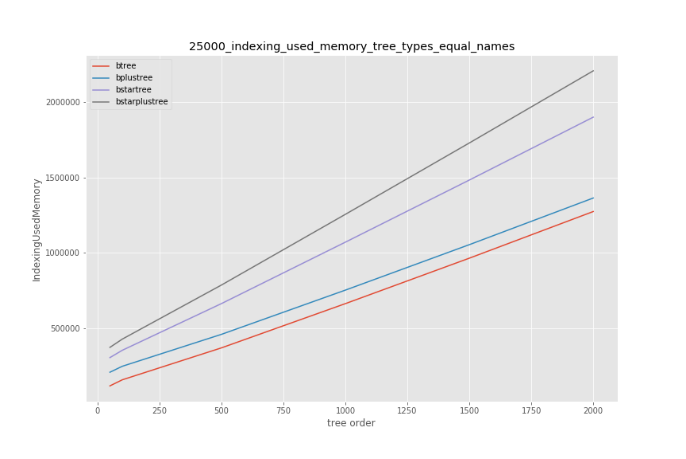 25000_indexing_used_memory_tree_types_equal_names
btree
bplustree
bstartree
bstarplustree
2000000
1500000
1000000
500000
IndexingUsedMemory
0 250 500 750 1000 1250 1500 1750 2000
tree order